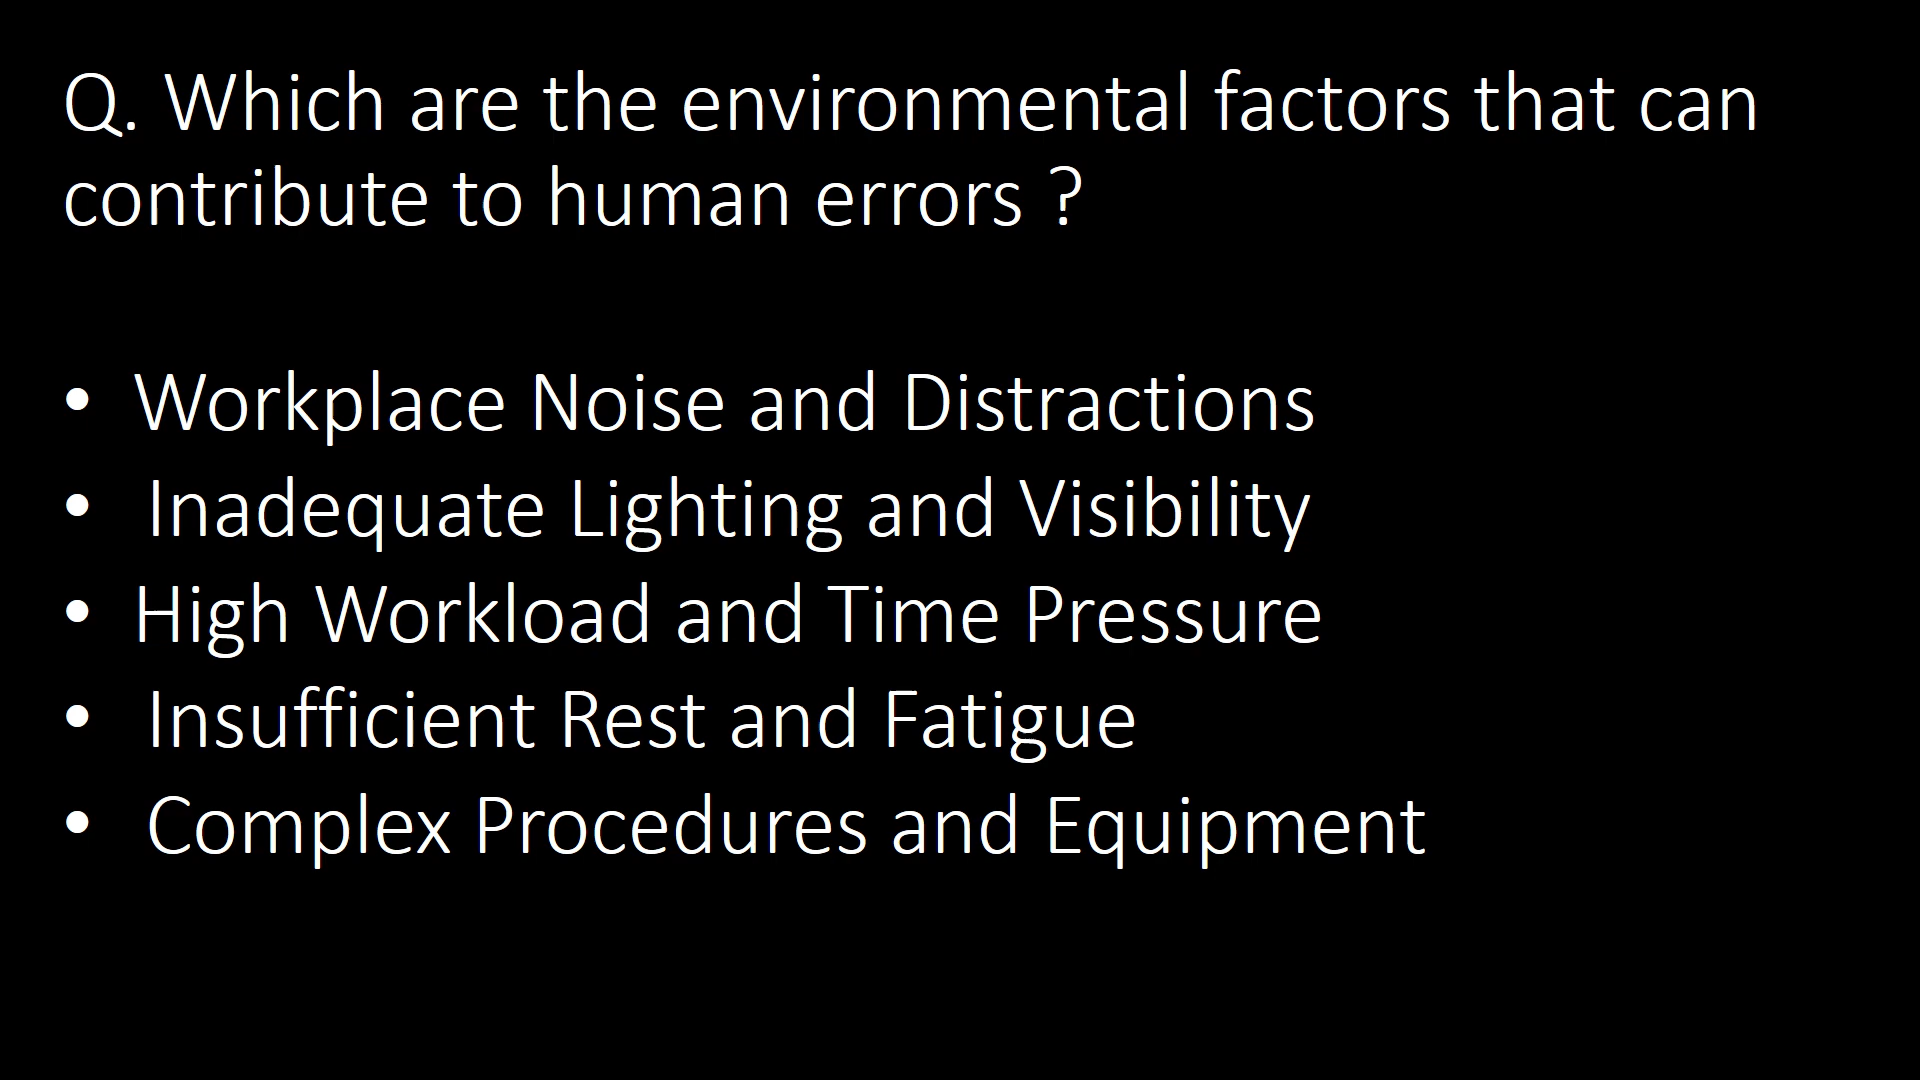 Q. Which are the environmental factors that can
contribute to human errors ?
• Workplace Noise and Distractions
• Inadequate Lighting and Visibility
• High Workload and Time Pressure
• Insufficient Rest and Fatigue
• Complex Procedures and Equipment